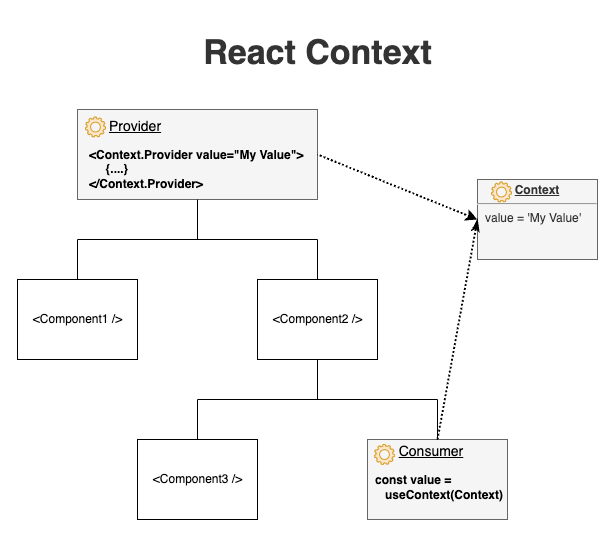 React Context
Provider
<Context.Provider value="My Value">
{....}
</Context.Provider>
Context
value = 'My Value'
<Component1 />
<Component2 />
<Component3 />
Consumer
const value =
useContext(Context)